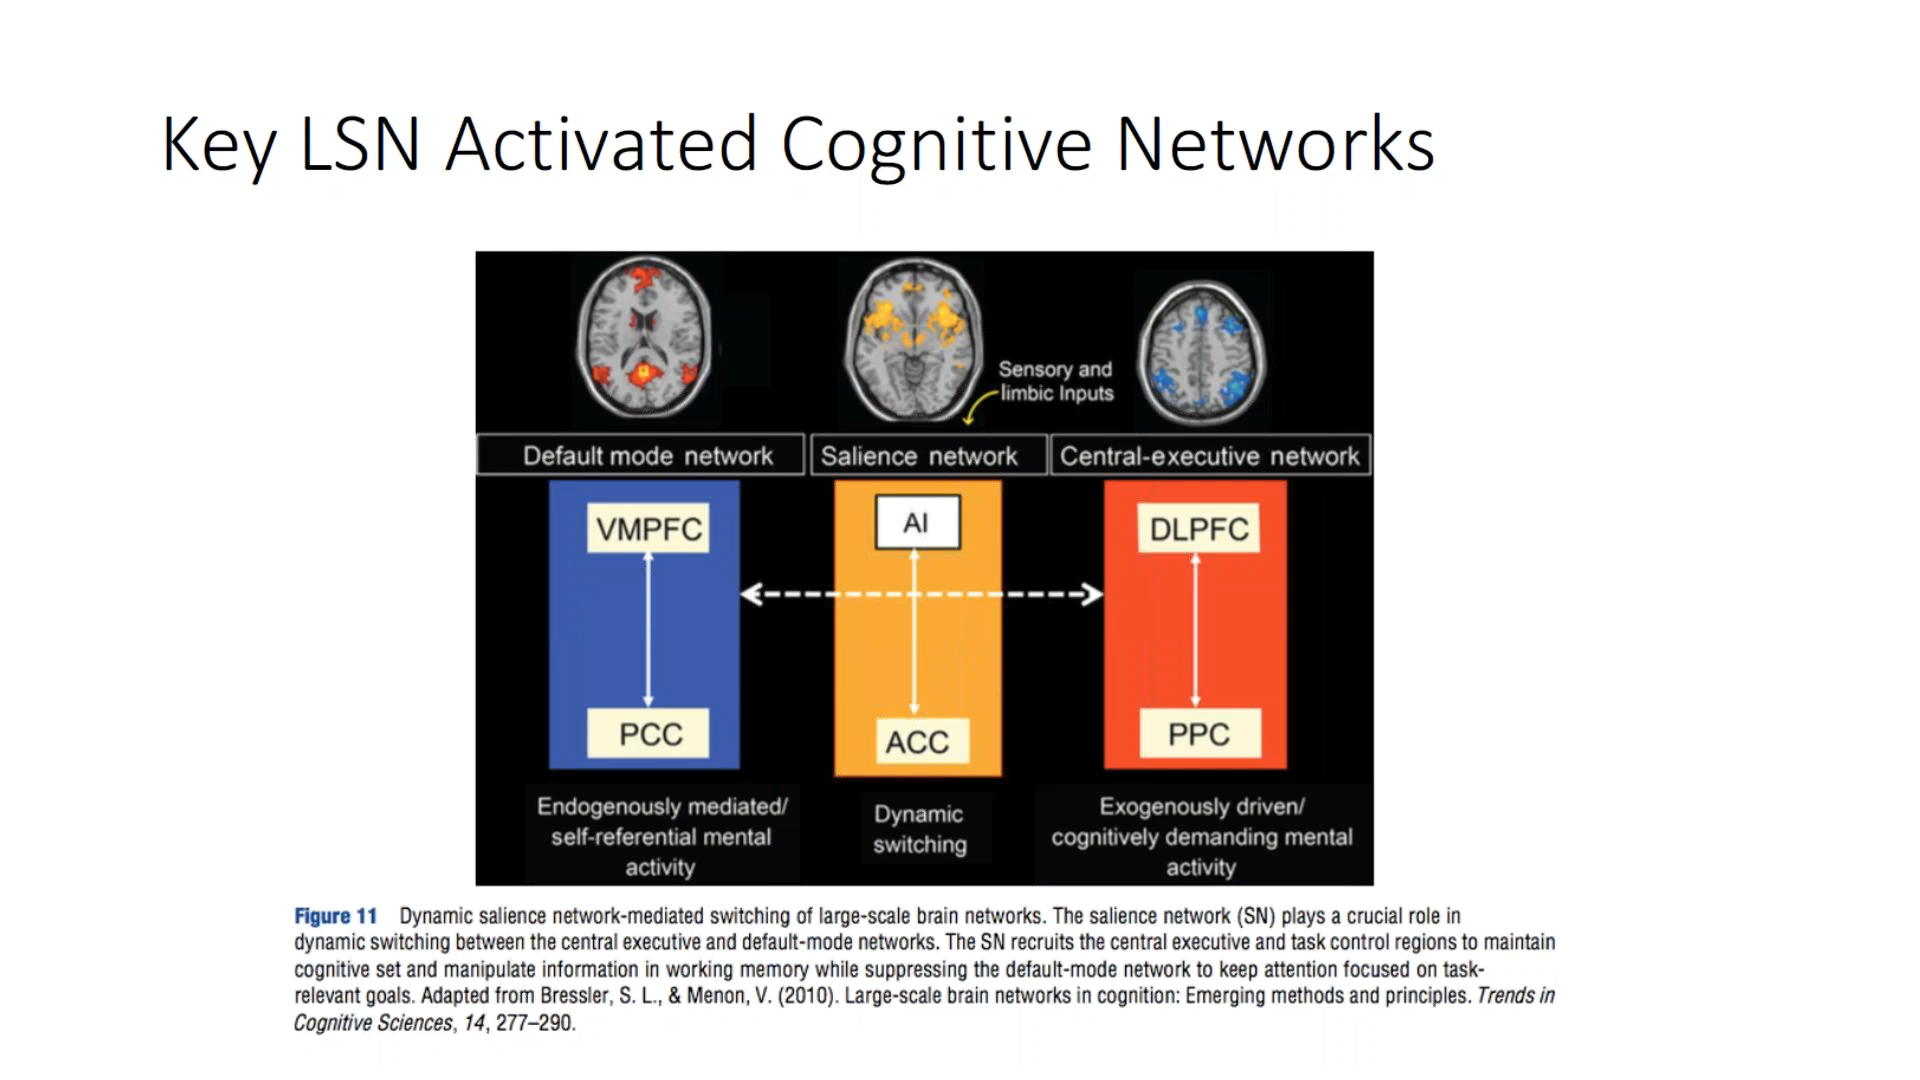 Key LSN Activated Cognitive Networks
Sensory and
limbic Inputs
Default mode network
Salience network
Central-executive network
VMPFC
AI
DLPFC
PCC
ACC
PPC
Endogenously mediated/
self-referential mental
activity
Dynamic
switching
Exogenously driven/
cognitively demanding mental
activity
Figure 11 Dynamic salience network-mediated switching of large-scale brain networks. The salience network (SN) plays a crucial role in
dynamic switching between the central executive and default-mode networks. The SN recruits the central executive and task control regions to maintain
cognitive set and manipulate information in working memory while suppressing the default-mode network to keep attention focused on task-
relevant goals. Adapted from Bressler, S. L., & Menon, V. (2010). Large-scale brain networks in cognition: Emerging methods and principles. Trends in
Cognitive Sciences, 14, 277–290.